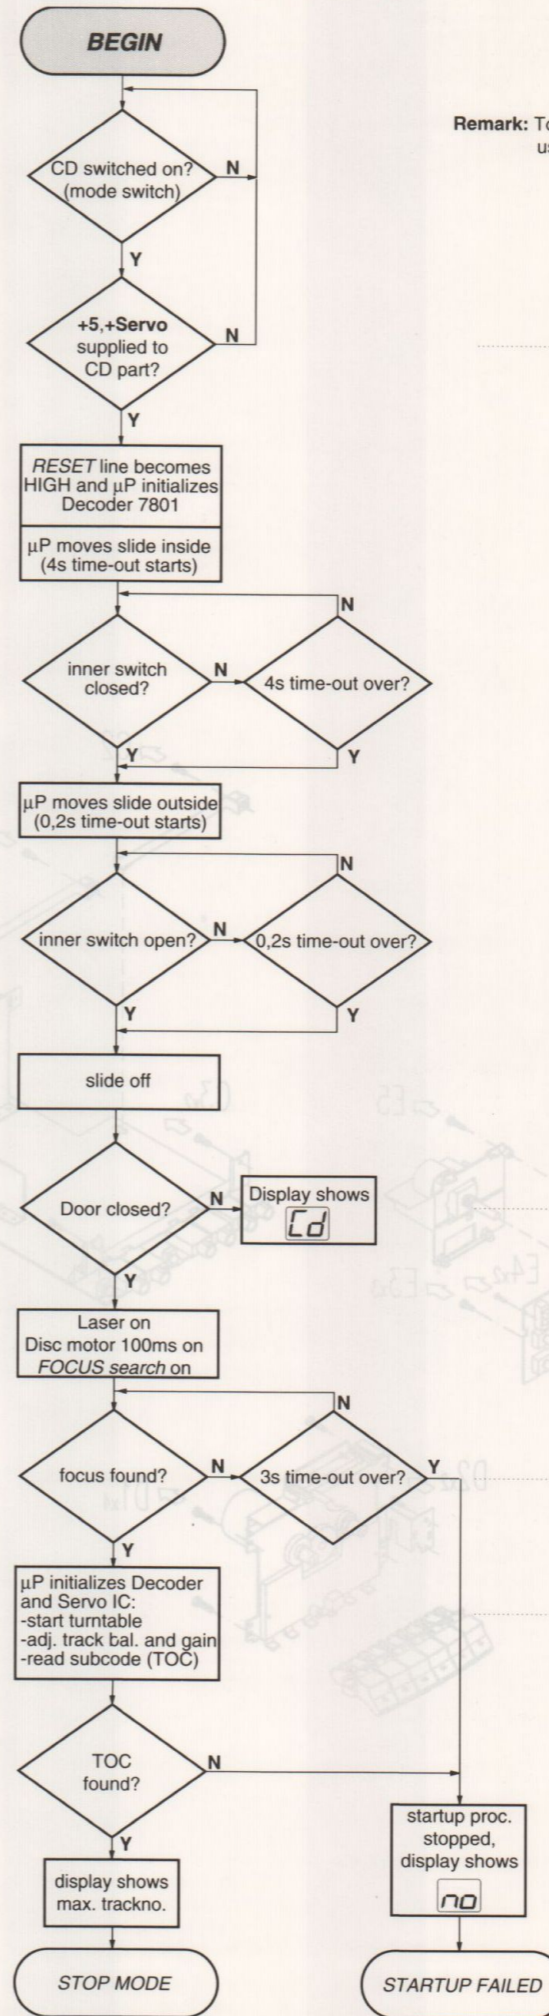 BEGIN
Remark: To
us
CD switched on?
(mode switch)
N
Y
+5,+Servo
supplied to
CD part?
N
Y
RESET line becomes
HIGH and µP initializes
Decoder 7801
µP moves slide inside
(4s time-out starts)
N
inner switch
closed?
N
4s time-out over?
Y
Y
µP moves slide outside
(0,2s time-out starts)
N
inner switch open?
N
0,2s time-out over?
Y
Y
slide off
Door closed?
N
Display shows
Cd
Y
Laser on
Disc motor 100ms on
FOCUS search on
N
focus found?
N
3s time-out over?
Y
Y
µP initializes Decoder
and Servo IC:
-start turntable
-adj. track bal. and gain
-read subcode (TOC)
TOC
found?
N
Y
startup proc.
stopped,
display shows
no
display shows
max. trackno.
STOP MODE
STARTUP FAILED